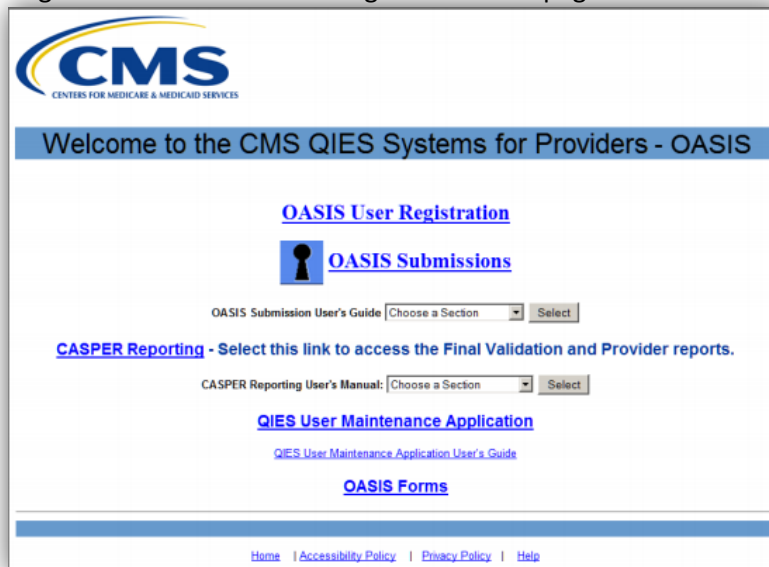 CMS
CENTERS FOR MEDICARE & MEDICAID SERVICES
Welcome to the CMS QIES Systems for Providers - OASIS
OASIS User Registration
OASIS Submissions
OASIS Submission User's Guide Choose a Section Select
CASPER Reporting - Select this link to access the Final Validation and Provider reports.
CASPER Reporting User's Manual: Choose a Section Select
QIES User Maintenance Application
QIES User Maintenance Application User's Guide
OASIS Forms
Home | Accessibility Policy | Privacy Policy | Help